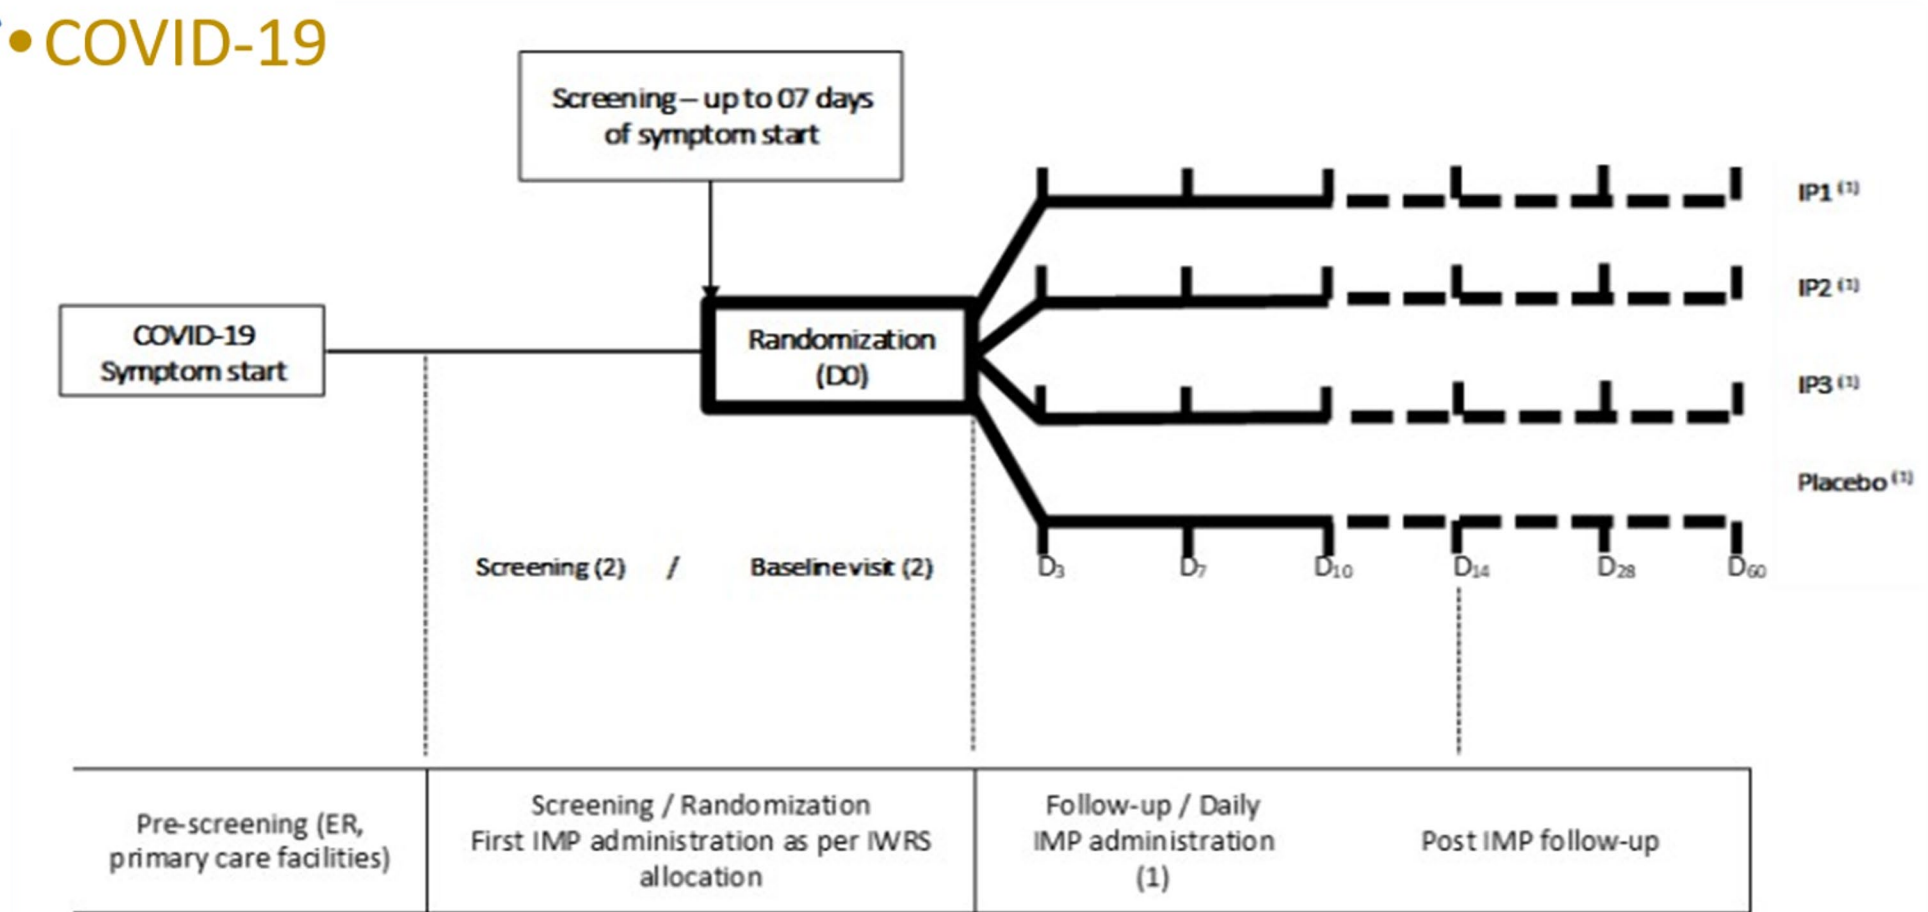 • COVID-19
Screening – up to 07 days
of symptom start
COVID-19
Symptom start
Randomization
(D0)
IP1 (1)
IP2 (1)
IP3 (1)
Placebo (1)
Screening (2) / Baseline visit (2)
D3 D7 D10 D14 D28 D60
Pre-screening (ER,
primary care facilities)
Screening / Randomization
First IMP administration as per IWRS
allocation
Follow-up / Daily
IMP administration
(1)
Post IMP follow-up